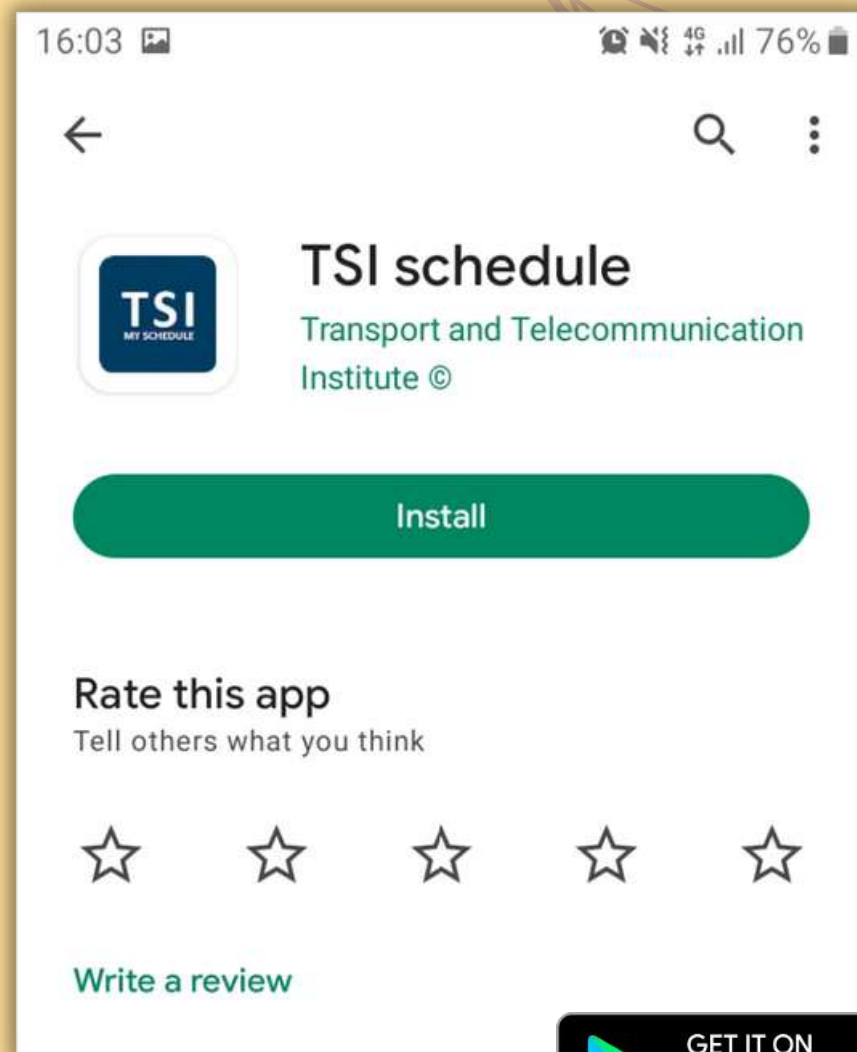 16:03
4G
76%
TSI
MY SCHEDULE
TSI schedule
Transport and Telecommunication
Institute ©
Install
Rate this app
Tell others what you think
Write a review
GET IT ON